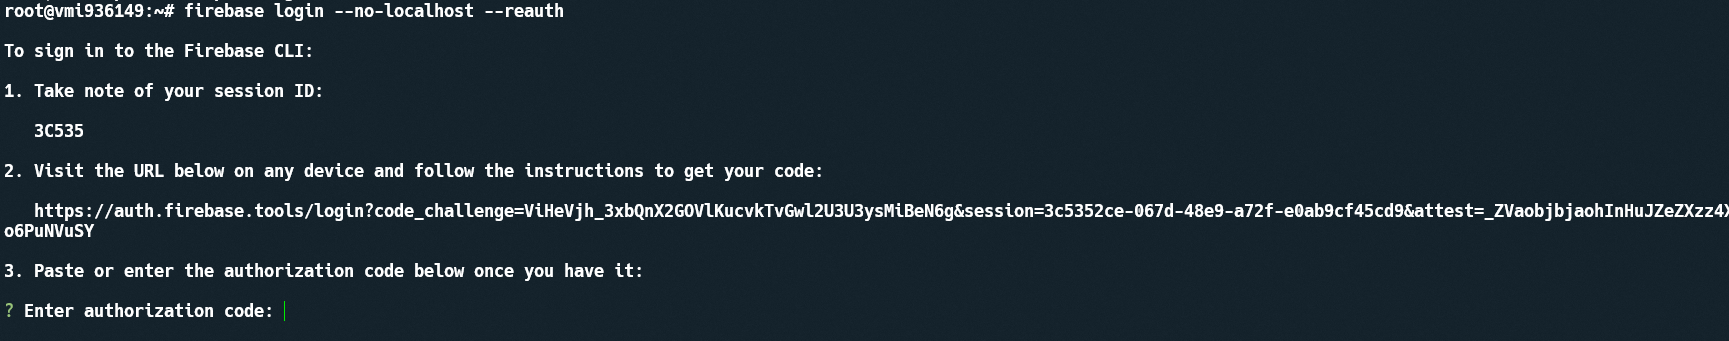 root@vmi936149:~# firebase login --no-localhost --reauth
To sign in to the Firebase CLI:
1. Take note of your session ID:
3C535
2. Visit the URL below on any device and follow the instructions to get your code:
https://auth.firebase.tools/login?code_challenge=ViHeVjh_3xbQnX2GOVlKucvkTvGwl2U3U3ysMiBeN6g&session=3c5352ce-067d-48e9-a72f-e0ab9cf45cd9&attest=_ZVaobjbjaohInHuJZeZXzz4X
o6PuNVuSY
3. Paste or enter the authorization code below once you have it:
? Enter authorization code: